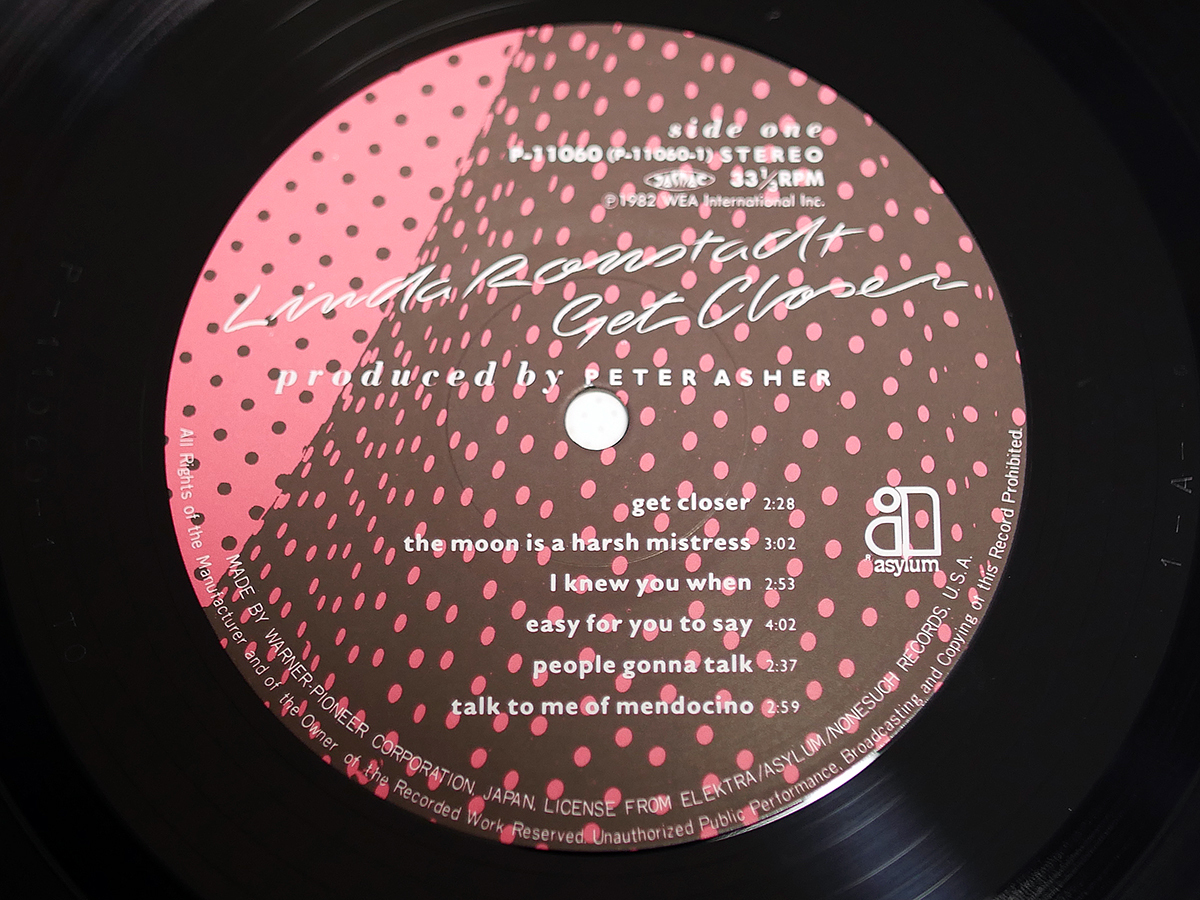 side one
P-11060 (P-11060-1) STEREO
33⅓RPM
Ⓟ1982 WEA International Inc.
Linda Ronstadt
Get Closer
produced by PETER ASHER
get closer 2:28
the moon is a harsh mistress 3:02
I knew you when 2:53
easy for you to say 4:02
people gonna talk 2:37
talk to me of mendocino 2:59
asylum
MADE BY WARNER-PIONEER CORPORATION, JAPAN. LICENSE FROM ELEKTRA/ASYLUM/NONESUCH RECORDS, U.S.A.
All Rights of the Manufacturer and of the Owner of the Recorded Work Reserved. Unauthorized Public Performance, Broadcasting and Copying of this Record Prohibited.